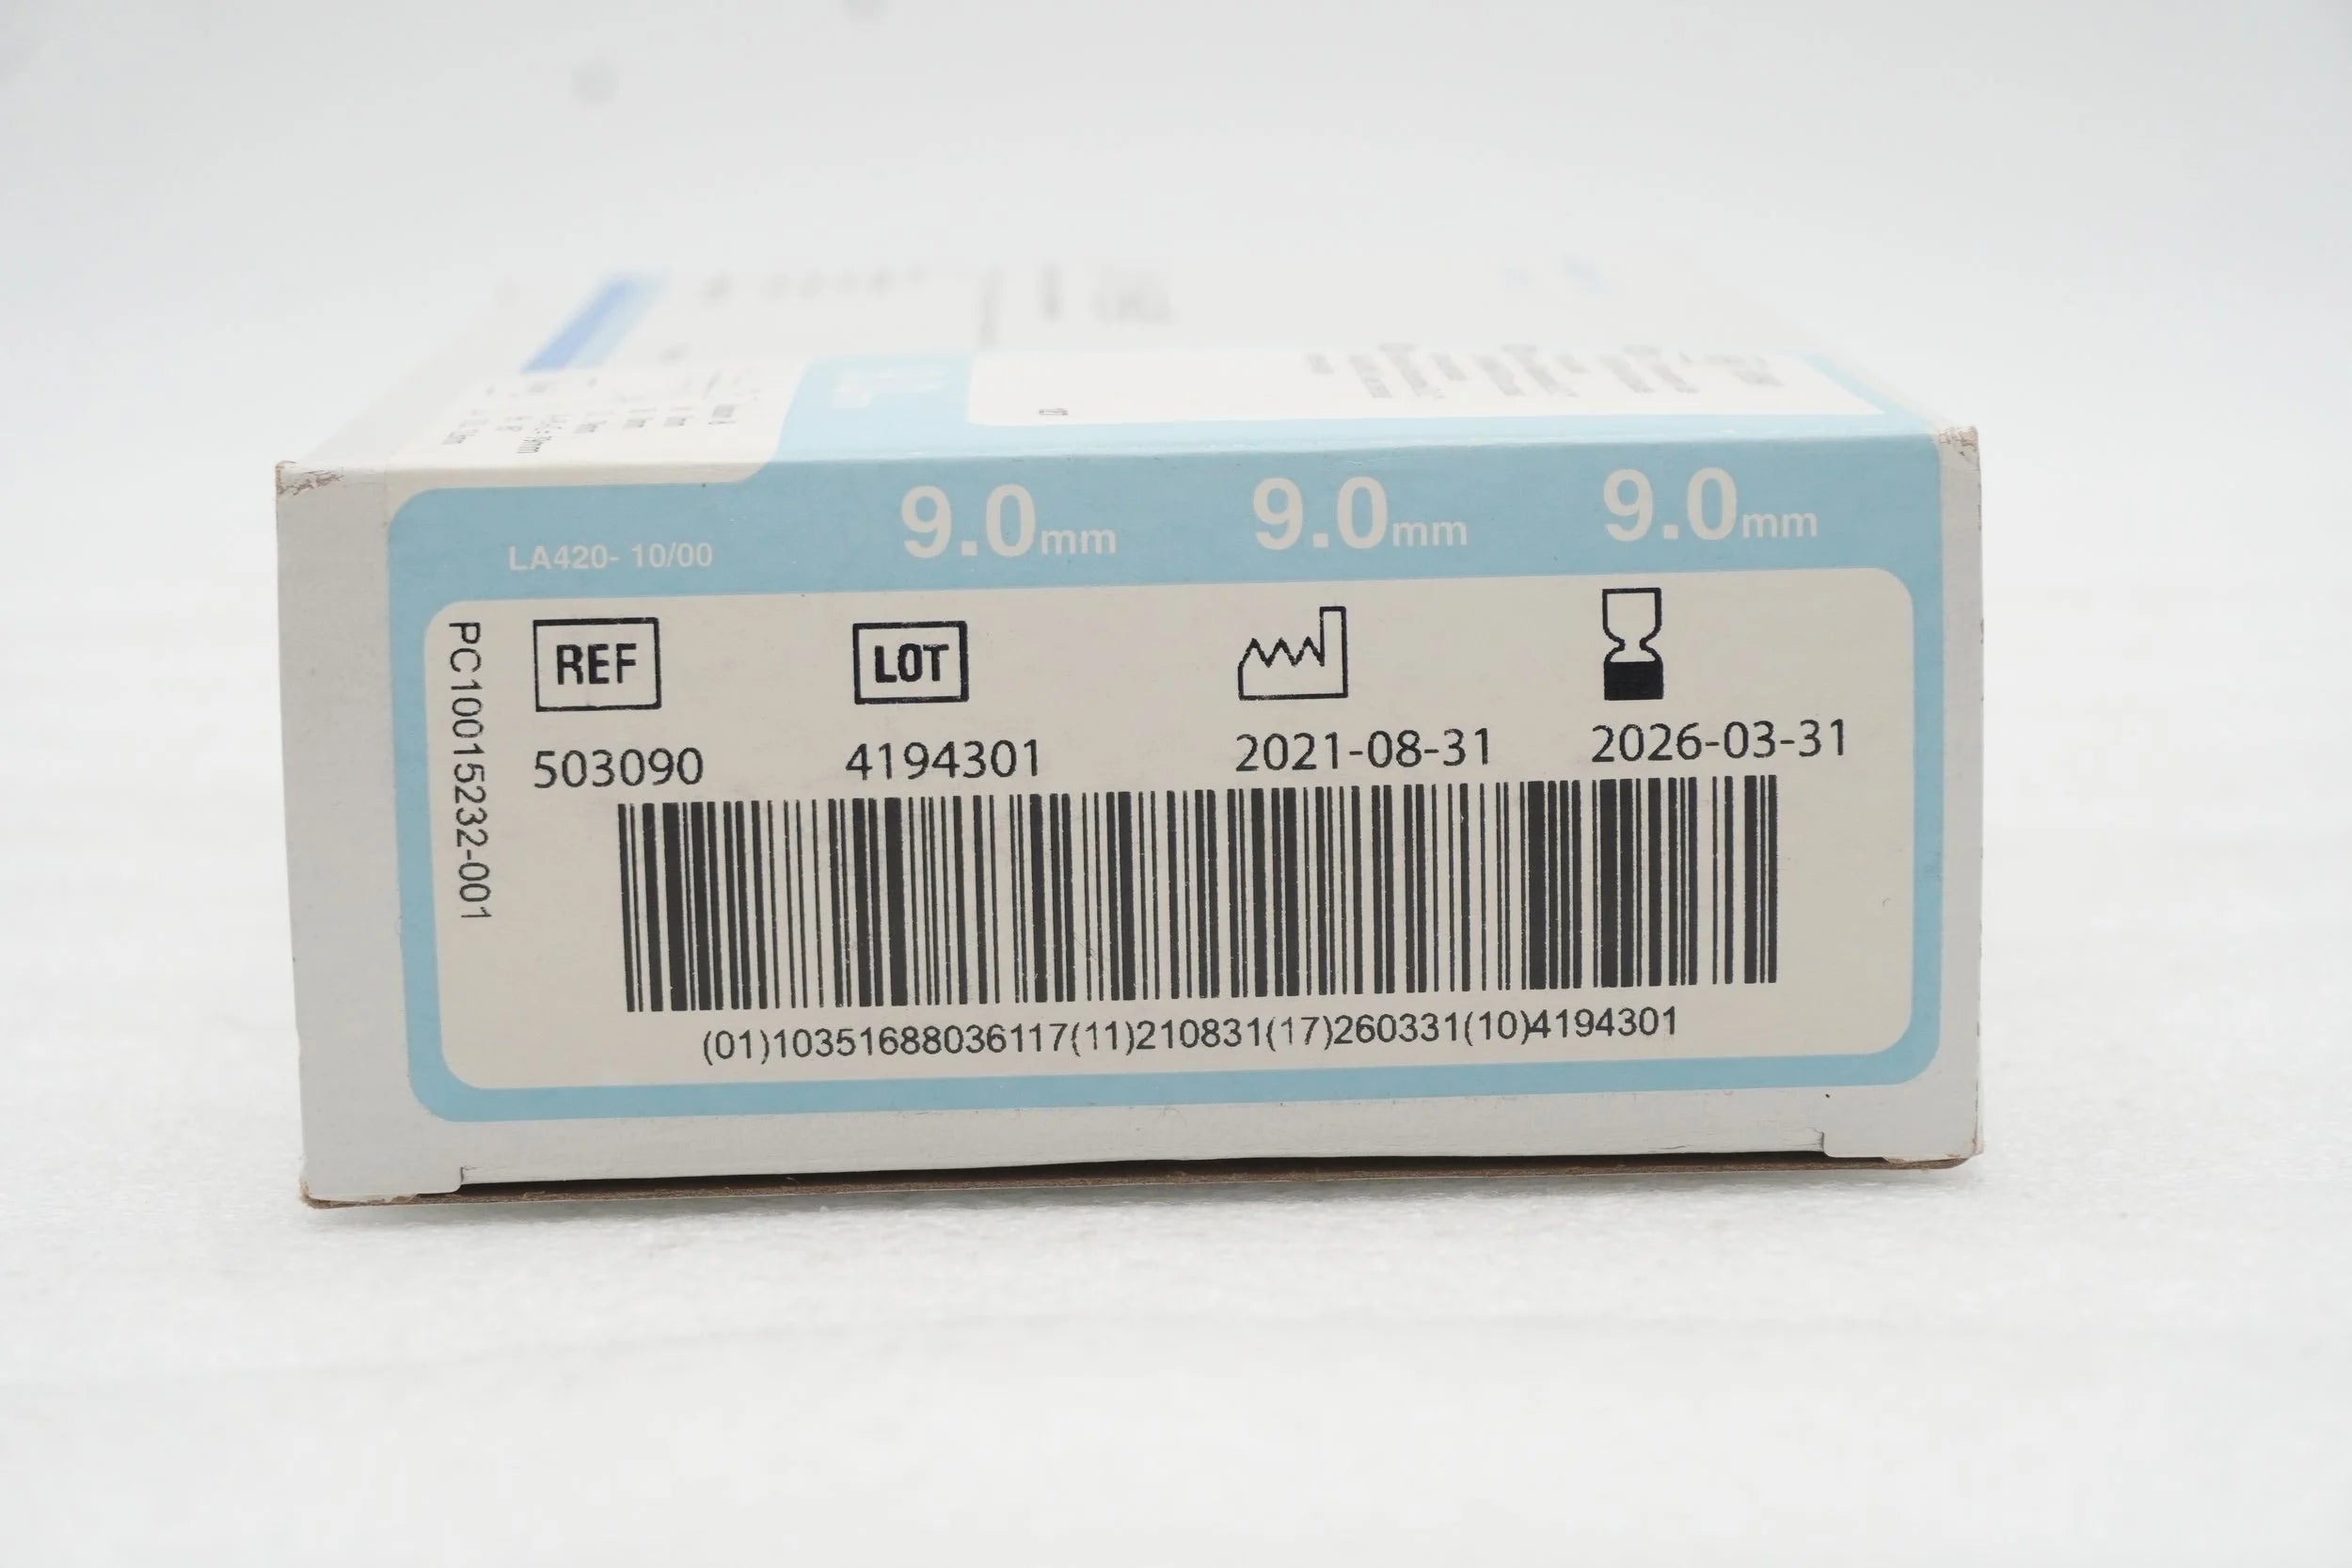 LA420- 10/00
9.0mm 9.0mm 9.0mm
REF LOT
503090 4194301 2021-08-31 2026-03-31
PC10015232-001
(01)10351688036117(11)210831(17)260331(10)4194301